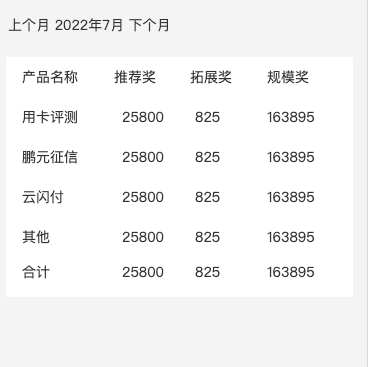 上个月 2022年7月 下个月
产品名称 推荐奖 拓展奖 规模奖
用卡评测 25800 825 163895
鹏元征信 25800 825 163895
云闪付 25800 825 163895
其他 25800 825 163895
合计 25800 825 163895